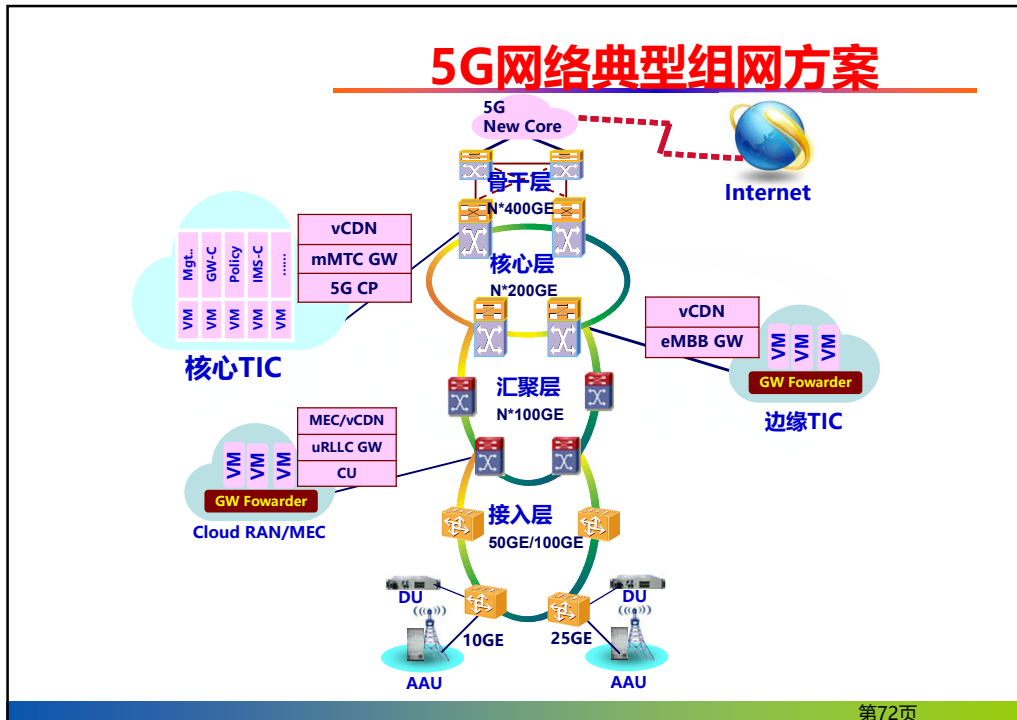 5G网络典型组网方案
5G
New Core
Internet
骨干层
N*400GE
vCDN
mMTC GW
5G CP
Mgt..
GW-C
Policy
IMS-C
......
VM
VM
VM
VM
VM
核心TIC
核心层
N*200GE
vCDN
eMBB GW
VM
VM
VM
GW Fowarder
边缘TIC
汇聚层
N*100GE
MEC/vCDN
uRLLC GW
CU
VM
VM
VM
GW Fowarder
Cloud RAN/MEC
接入层
50GE/100GE
DU
DU
10GE
25GE
AAU
AAU
第72页